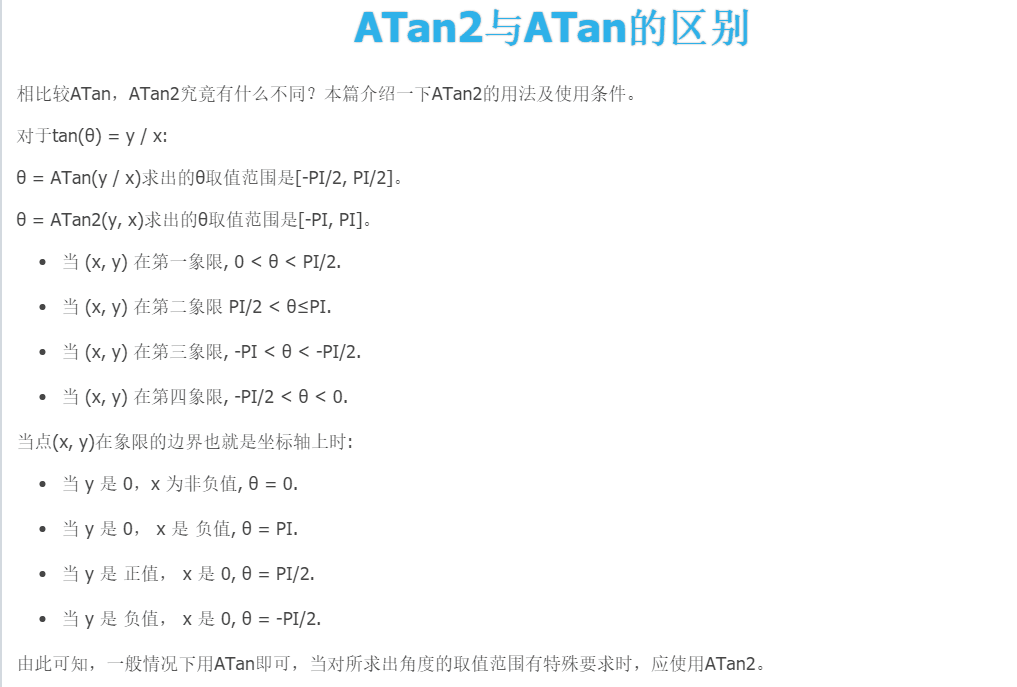 ATan2与ATan的区别
相比较ATan，ATan2究竟有什么不同？本篇介绍一下ATan2的用法及使用条件。
对于tan(θ) = y / x:
θ = ATan(y / x)求出的θ取值范围是[-PI/2, PI/2]。
θ = ATan2(y, x)求出的θ取值范围是[-PI, PI]。
• 当 (x, y) 在第一象限, 0 < θ < PI/2.
• 当 (x, y) 在第二象限 PI/2 < θ≤PI.
• 当 (x, y) 在第三象限, -PI < θ < -PI/2.
• 当 (x, y) 在第四象限, -PI/2 < θ < 0.
当点(x, y)在象限的边界也就是坐标轴上时:
• 当 y 是 0，x 为非负值, θ = 0.
• 当 y 是 0， x 是 负值, θ = PI.
• 当 y 是 正值， x 是 0, θ = PI/2.
• 当 y 是 负值， x 是 0, θ = -PI/2.
由此可知，一般情况下用ATan即可，当对所求出角度的取值范围有特殊要求时，应使用ATan2。